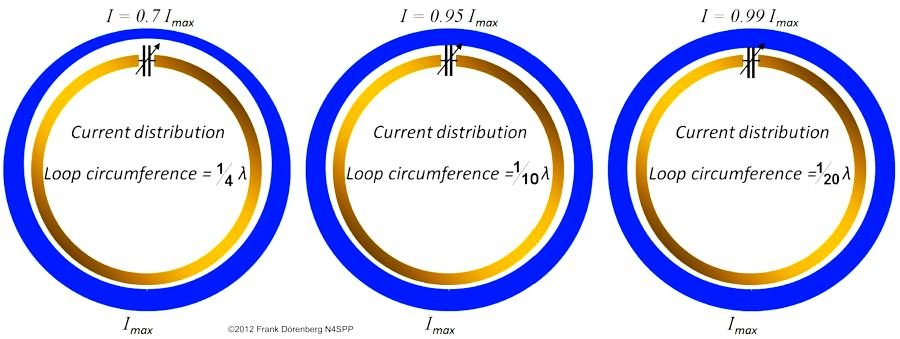 I = 0.7 Imax
I = 0.95 Imax
I = 0.99 Imax
Current distribution
Loop circumference = 1/4 λ
Current distribution
Loop circumference =1/10 λ
Current distribution
Loop circumference =1/20 λ
Imax
©2012 Frank Dörenberg N4SPP
Imax
Imax